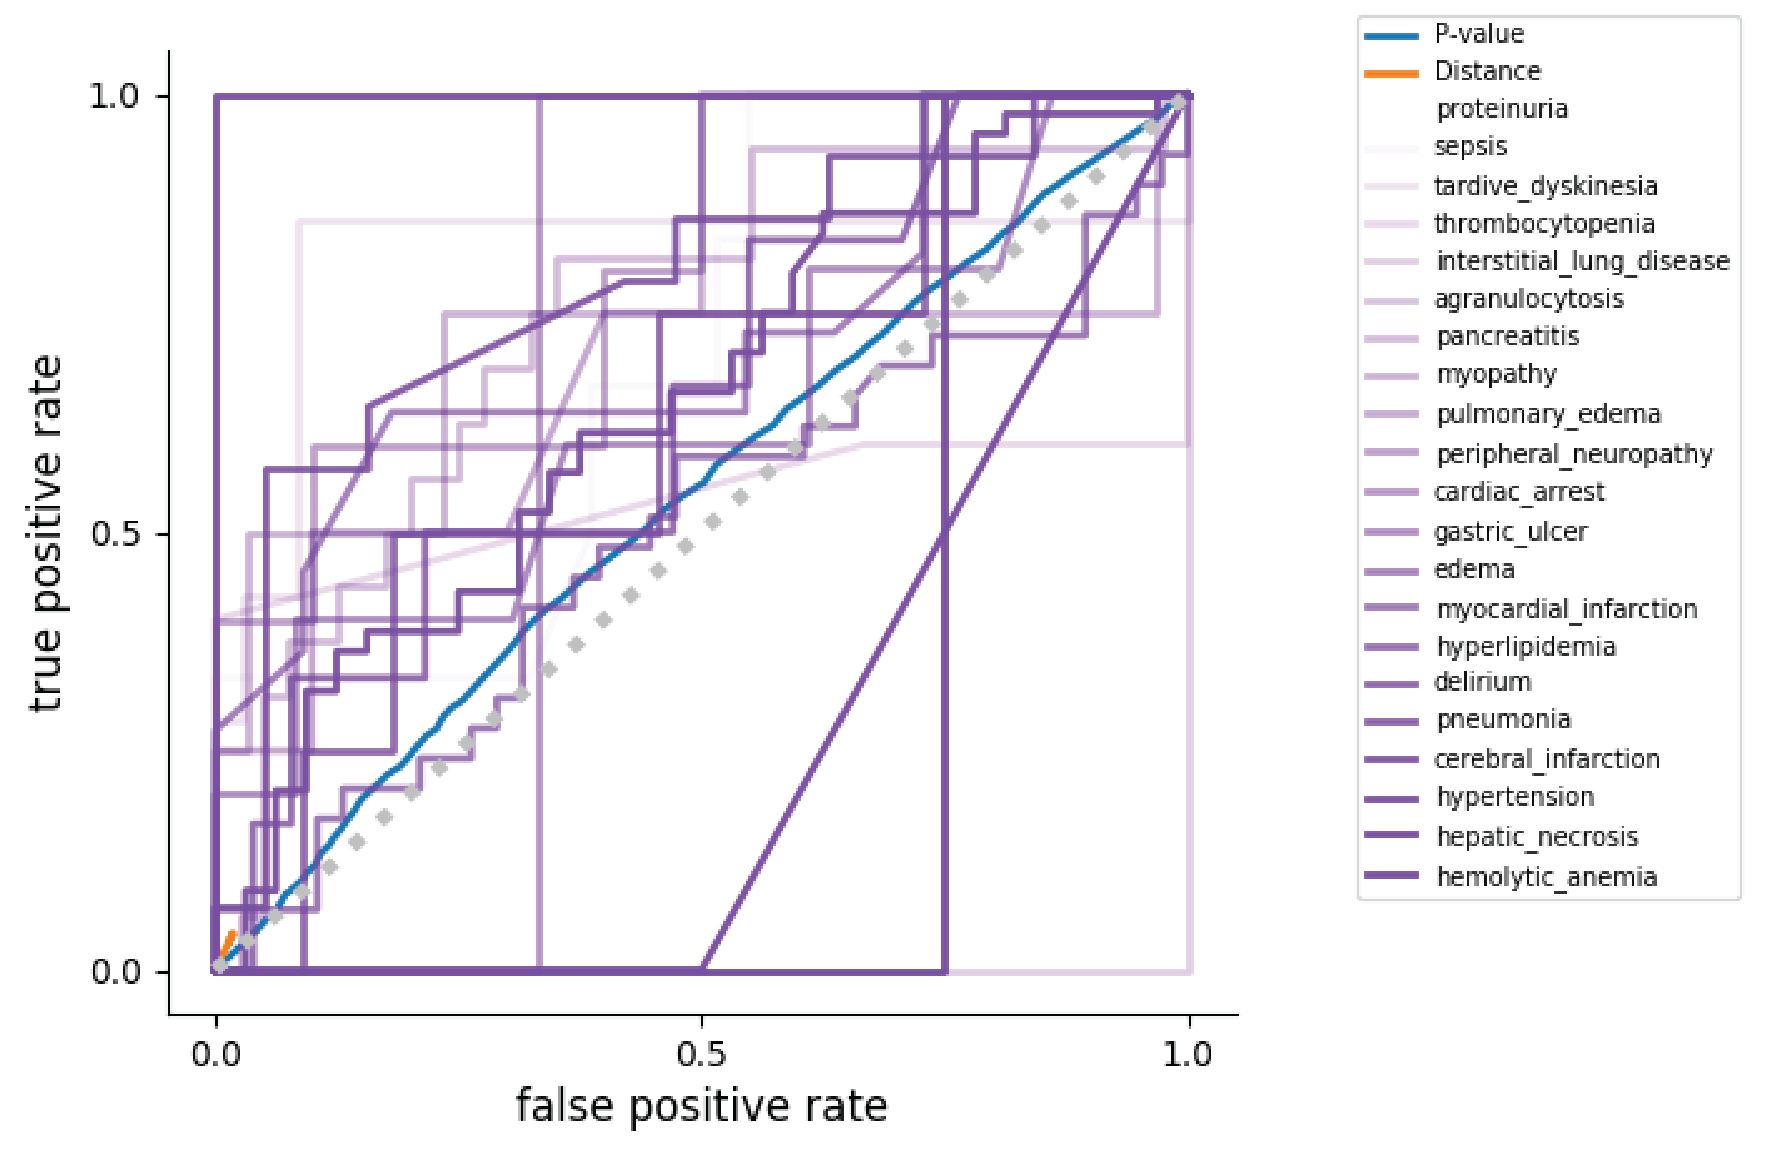 1.0
0.5
0.0
true positive rate
0.0
0.5
1.0
false positive rate
P-value
Distance
proteinuria
sepsis
tardive_dyskinesia
thrombocytopenia
interstitial_lung_disease
agranulocytosis
pancreatitis
myopathy
pulmonary_edema
peripheral_neuropathy
cardiac_arrest
gastric_ulcer
edema
myocardial_infarction
hyperlipidemia
delirium
pneumonia
cerebral_infarction
hypertension
hepatic_necrosis
hemolytic_anemia